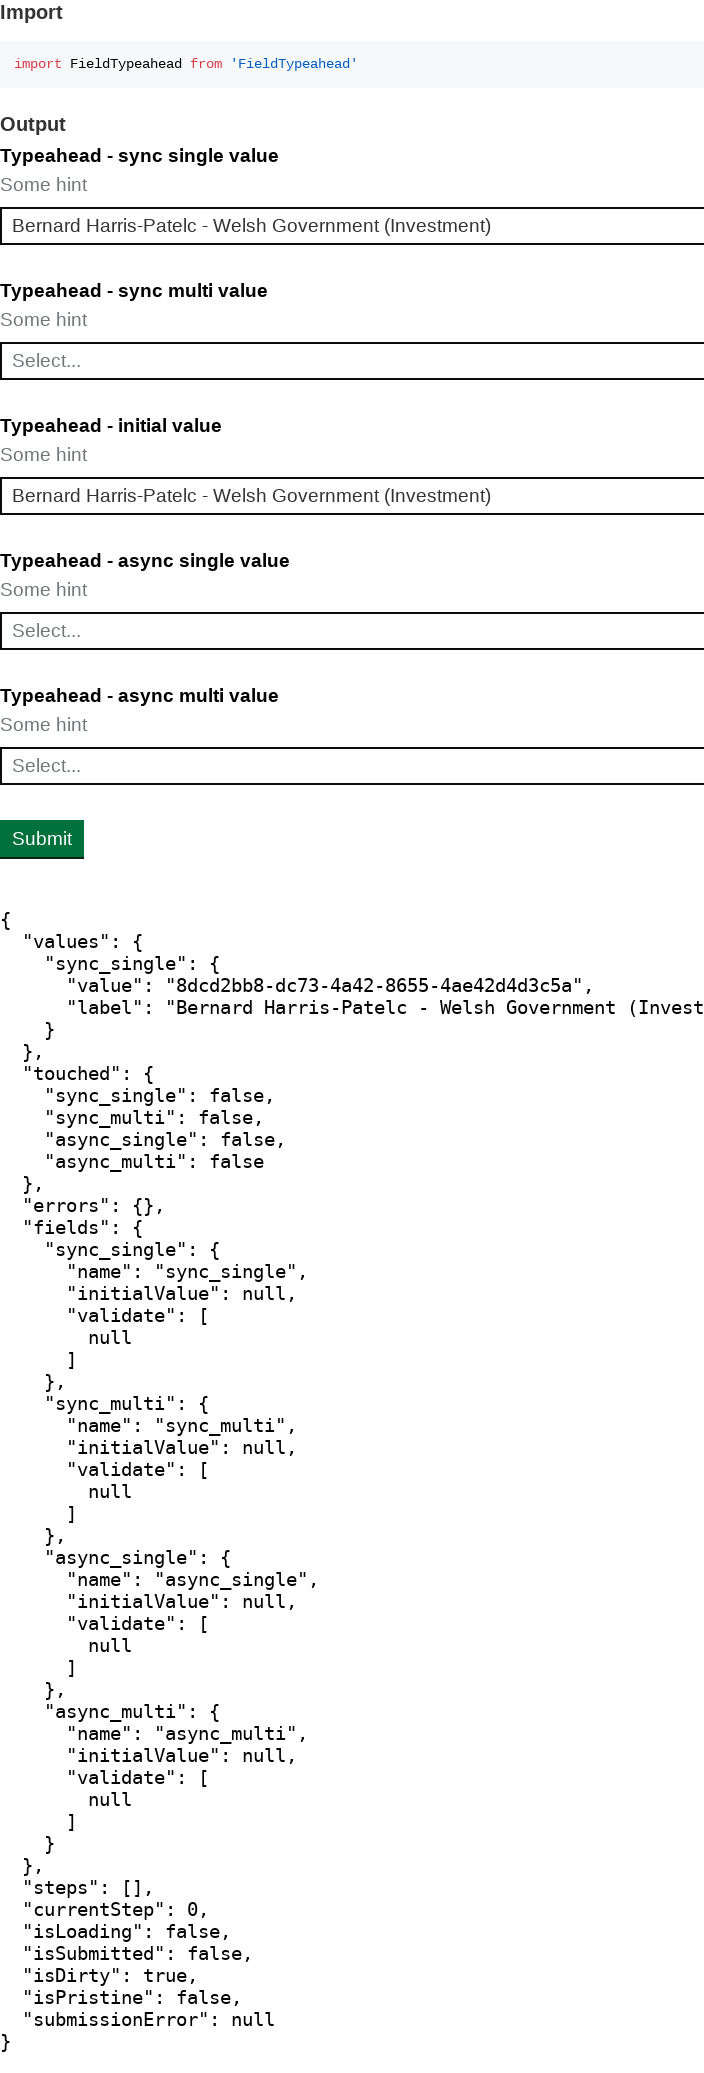 Import
import FieldTypeahead from 'FieldTypeahead'
Output
Typeahead - sync single value
Some hint
Bernard Harris-Patelc - Welsh Government (Investment)
Typeahead - sync multi value
Some hint
Select...
Typeahead - initial value
Some hint
Bernard Harris-Patelc - Welsh Government (Investment)
Typeahead - async single value
Some hint
Select...
Typeahead - async multi value
Some hint
Select...
Submit
{
  "values": {
    "sync_single": {
      "value": "8dcd2bb8-dc73-4a42-8655-4ae42d4d3c5a",
      "label": "Bernard Harris-Patelc - Welsh Government (Invest
    }
  },
  "touched": {
    "sync_single": false,
    "sync_multi": false,
    "async_single": false,
    "async_multi": false
  },
  "errors": {},
  "fields": {
    "sync_single": {
      "name": "sync_single",
      "initialValue": null,
      "validate": [
        null
      ]
    },
    "sync_multi": {
      "name": "sync_multi",
      "initialValue": null,
      "validate": [
        null
      ]
    },
    "async_single": {
      "name": "async_single",
      "initialValue": null,
      "validate": [
        null
      ]
    },
    "async_multi": {
      "name": "async_multi",
      "initialValue": null,
      "validate": [
        null
      ]
    }
  },
  "steps": [],
  "currentStep": 0,
  "isLoading": false,
  "isSubmitted": false,
  "isDirty": true,
  "isPristine": false,
  "submissionError": null
}